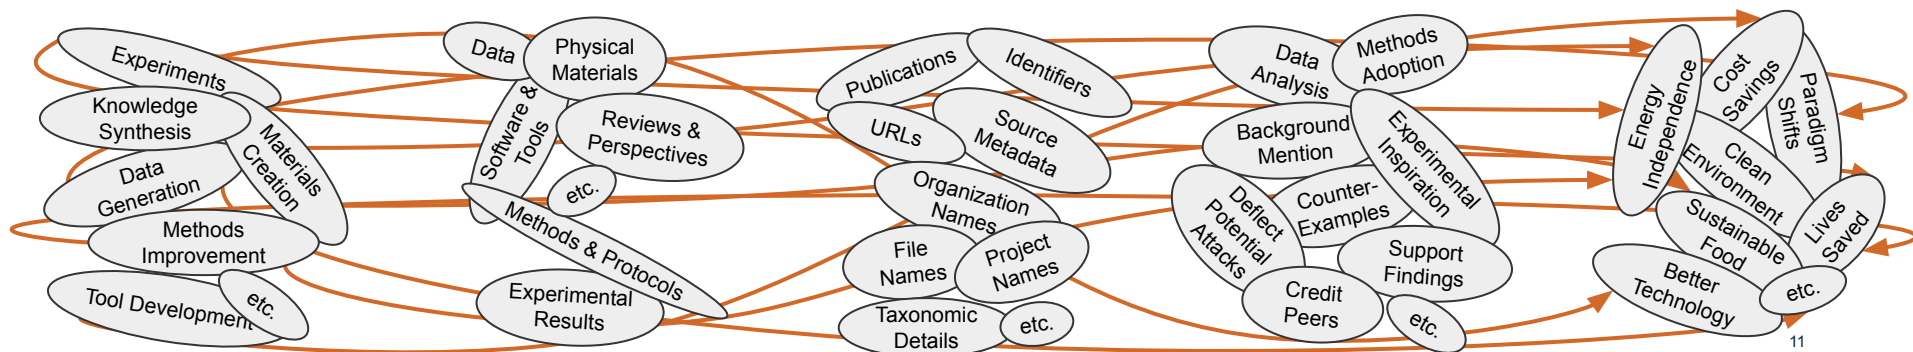 Experiments
Knowledge
Synthesis
Materials
Creation
Data
Generation
Methods
Improvement
Tool Development
etc.
Data
Physical
Materials
Software &
Tools
Reviews &
Perspectives
etc.
Methods & Protocols
Experimental
Results
Publications
Identifiers
URLs
Source
Metadata
Organization
Names
File
Names
Project
Names
Taxonomic
Details
etc.
Data
Analysis
Methods
Adoption
Background
Mention
Experimental
Inspiration
Counter-
Examples
Deflect
Potential
Attacks
Support
Findings
Credit
Peers
etc.
Energy
Independence
Cost
Savings
Paradigm
Shifts
Clean
Environment
Sustainable
Food
Lives
Saved
Better
Technology
etc.
11